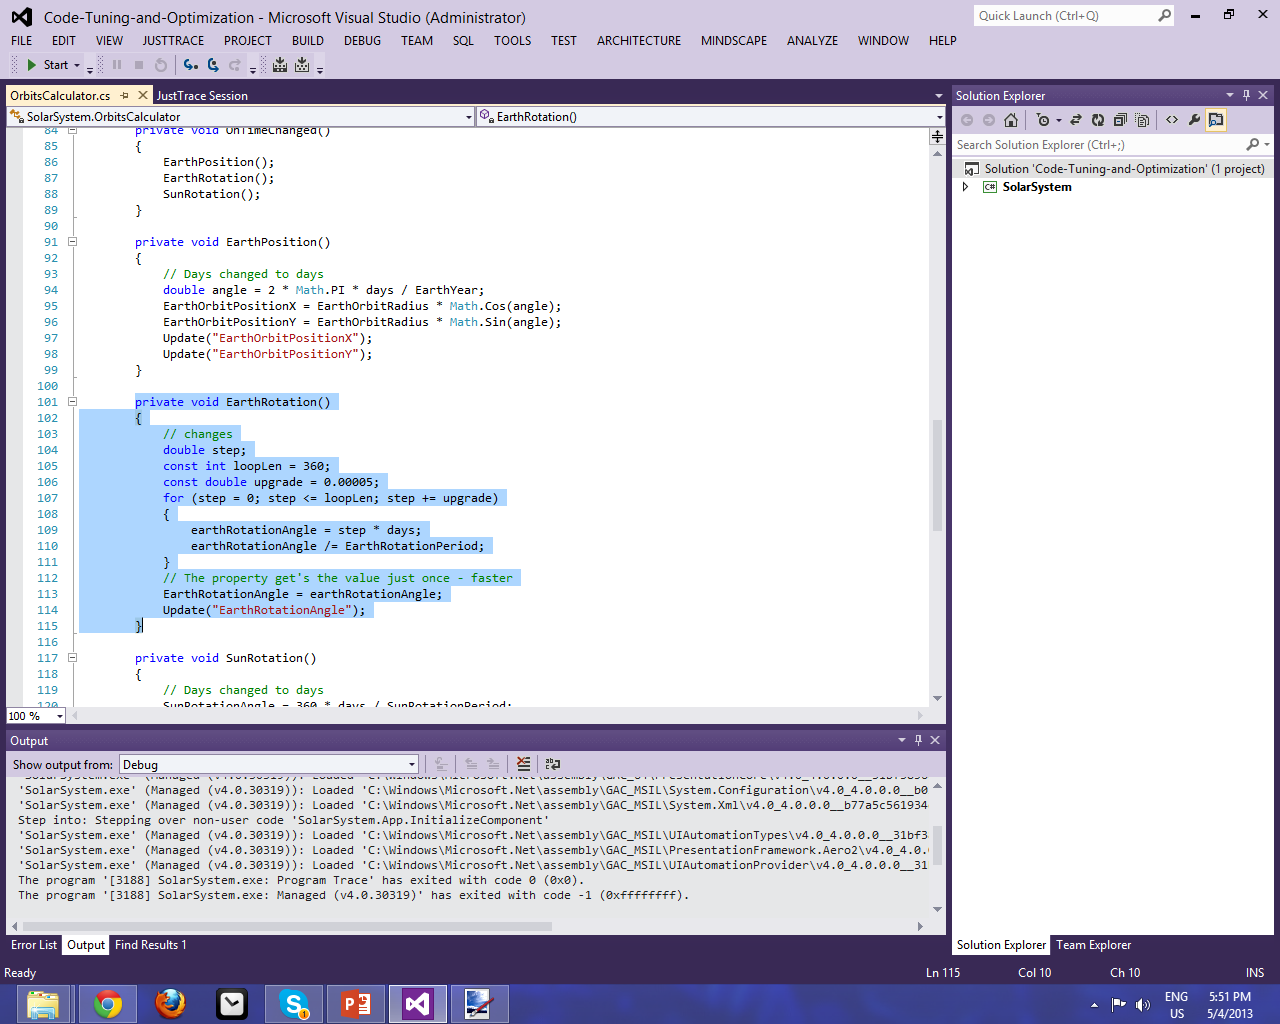 Code-Tuning-and-Optimization - Microsoft Visual Studio (Administrator)
Quick Launch (Ctrl+Q)
FILE EDIT VIEW JUSTTRACE PROJECT BUILD DEBUG TEAM SQL TOOLS TEST ARCHITECTURE MINDSCAPE ANALYZE WINDOW HELP
Start
OrbitsCalculator.cs JustTrace Session
SolarSystem.OrbitsCalculator EarthRotation()
84 private void OnTimeChanged()
85 {
86 EarthPosition();
87 EarthRotation();
88 SunRotation();
89 }
90
91 private void EarthPosition()
92 {
93 // Days changed to days
94 double angle = 2 * Math.PI * days / EarthYear;
95 EarthOrbitPositionX = EarthOrbitRadius * Math.Cos(angle);
96 EarthOrbitPositionY = EarthOrbitRadius * Math.Sin(angle);
97 Update("EarthOrbitPositionX");
98 Update("EarthOrbitPositionY");
99 }
100
101 private void EarthRotation()
102 {
103 // changes
104 double step;
105 const int loopLen = 360;
106 const double upgrade = 0.00005;
107 for (step = 0; step <= loopLen; step += upgrade)
108 {
109 earthRotationAngle = step * days;
110 earthRotationAngle /= EarthRotationPeriod;
111 }
112 // The property get's the value just once - faster
113 EarthRotationAngle = earthRotationAngle;
114 Update("EarthRotationAngle");
115 }
116
117 private void SunRotation()
118 {
119 // Days changed to days
120 SunRotationAngle = 360 * days / SunRotationPeriod;
100 %
Solution Explorer
Search Solution Explorer (Ctrl+;)
Solution 'Code-Tuning-and-Optimization' (1 project)
C# SolarSystem
Output
Show output from: Debug
'SolarSystem.exe' (Managed (v4.0.30319)): Loaded 'C:\Windows\Microsoft.Net\assembly\GAC_MSIL\System.Configuration\v4.0_4.0.0.0__b0
'SolarSystem.exe' (Managed (v4.0.30319)): Loaded 'C:\Windows\Microsoft.Net\assembly\GAC_MSIL\System.Xml\v4.0_4.0.0.0__b77a5c561934
Step into: Stepping over non-user code 'SolarSystem.App.InitializeComponent'
'SolarSystem.exe' (Managed (v4.0.30319)): Loaded 'C:\Windows\Microsoft.Net\assembly\GAC_MSIL\UIAutomationTypes\v4.0_4.0.0.0__31bf3
'SolarSystem.exe' (Managed (v4.0.30319)): Loaded 'C:\Windows\Microsoft.Net\assembly\GAC_MSIL\PresentationFramework.Aero2\v4.0_4.0.
'SolarSystem.exe' (Managed (v4.0.30319)): Loaded 'C:\Windows\Microsoft.Net\assembly\GAC_MSIL\UIAutomationProvider\v4.0_4.0.0.0__31
The program '[3188] SolarSystem.exe: Program Trace' has exited with code 0 (0x0).
The program '[3188] SolarSystem.exe: Managed (v4.0.30319)' has exited with code -1 (0xffffffff).
Error List Output Find Results 1
Solution Explorer Team Explorer
Ready Ln 115 Col 10 Ch 10 INS
ENG 5:51 PM
US 5/4/2013